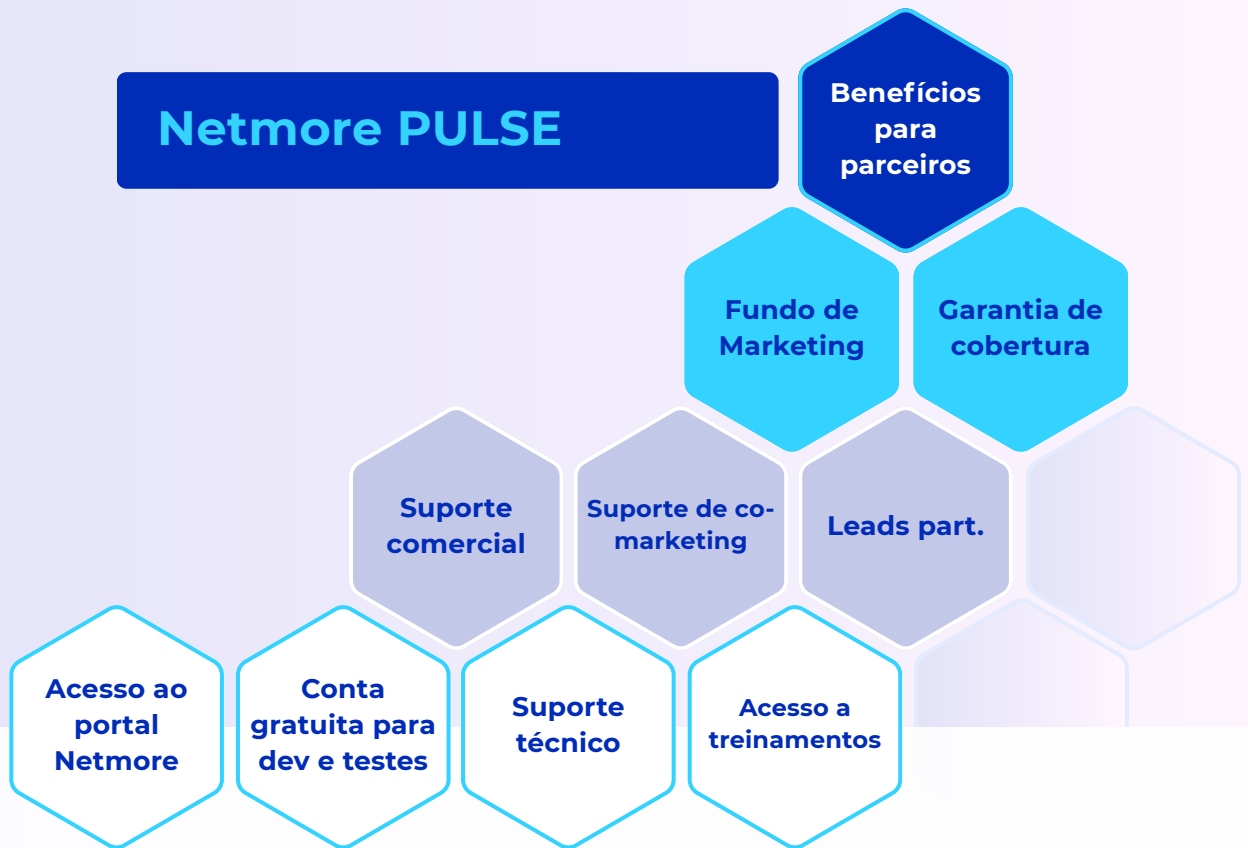 Netmore PULSE
Benefícios
para
parceiros
Fundo de
Marketing
Garantia de
cobertura
Suporte
comercial
Suporte de co-
marketing
Leads part.
Acesso ao
portal
Netmore
Conta
gratuita para
dev e testes
Suporte
técnico
Acesso a
treinamentos